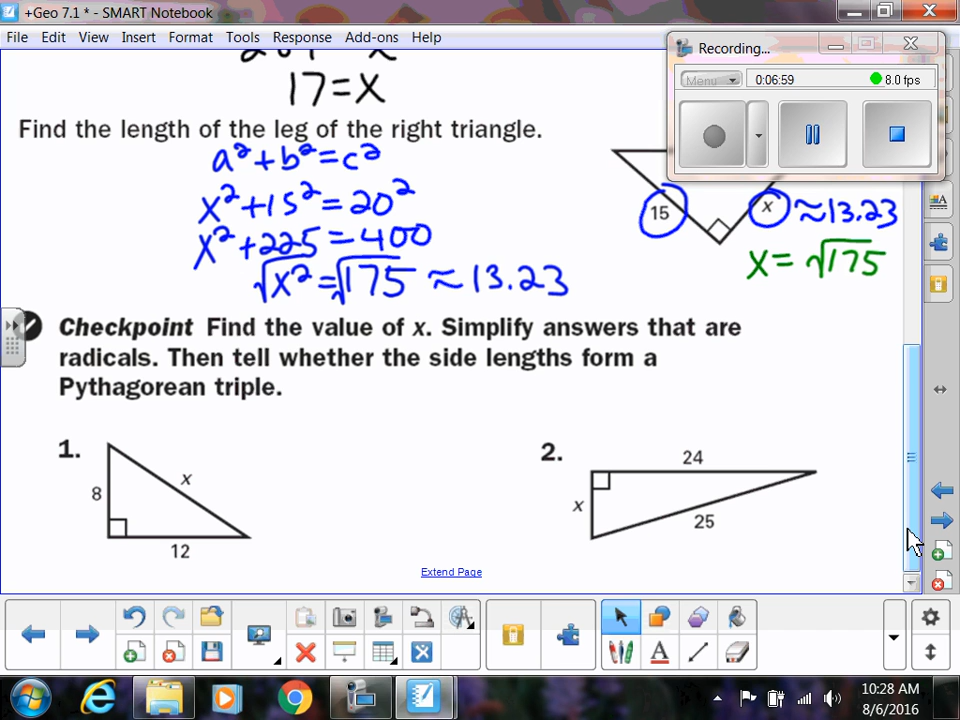 +Geo 7.1 * - SMART Notebook
File Edit View Insert Format Tools Response Add-ons Help
Recording...
Menu
0:06:59
8.0 fps
17=x
Find the length of the leg of the right triangle.
a²+b²=c²
x²+15²=20²
x²+225=400
√x²=√175 ≈13.23
15
x
≈13.23
x=√175
Checkpoint Find the value of x. Simplify answers that are
radicals. Then tell whether the side lengths form a
Pythagorean triple.
1.
8
x
12
2.
24
x
25
Extend Page
A
10:28 AM
8/6/2016